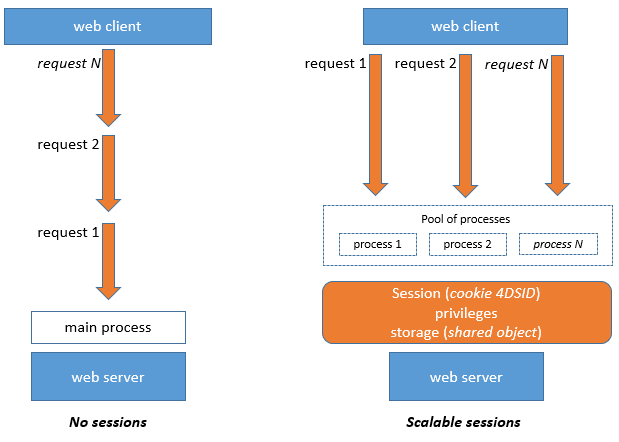 web client
request N
request 2
request 1
main process
web server
No sessions
web client
request 1
request 2
request N
Pool of processes
process 1
process 2
process N
Session (cookie 4DSID)
privileges
storage (shared object)
web server
Scalable sessions